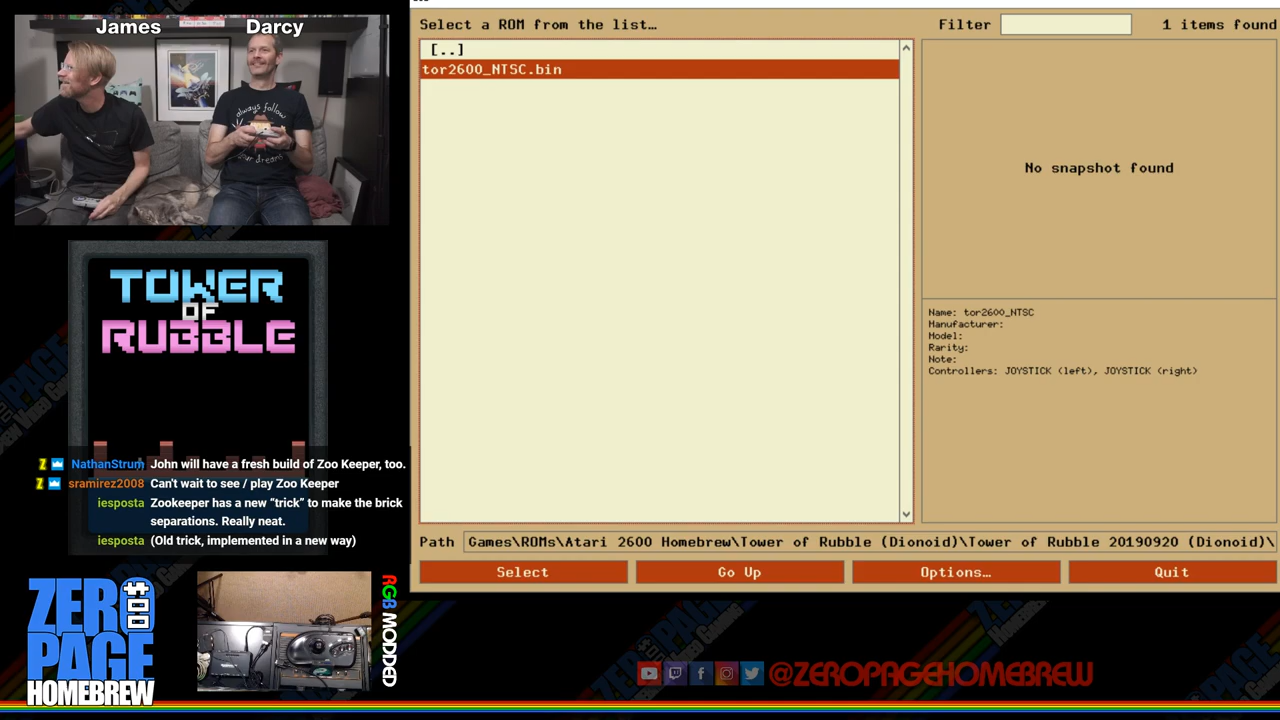 James
Darcy
always follow
your dreams
TOWER
OF
RUBBLE
NathanStrum John will have a fresh build of Zoo Keeper, too.
sramirez2008 Can't wait to see / play Zoo Keeper
iesposta Zookeeper has a new “trick” to make the brick
separations. Really neat.
iesposta (Old trick, implemented in a new way)
ZERO
PAGE
HOMEBREW
RGB MODDED
Select a ROM from the list…
Filter
1 items found
[..]
tor2600_NTSC.bin
No snapshot found
Name: tor2600_NTSC
Manufacturer:
Model:
Rarity:
Note:
Controllers: JOYSTICK (left), JOYSTICK (right)
Path Games\ROMs\Atari 2600 Homebrew\Tower of Rubble (Dionoid)\Tower of Rubble 20190920 (Dionoid)\
Select
Go Up
Options…
Quit
@ZEROPAGEHOMEBREW